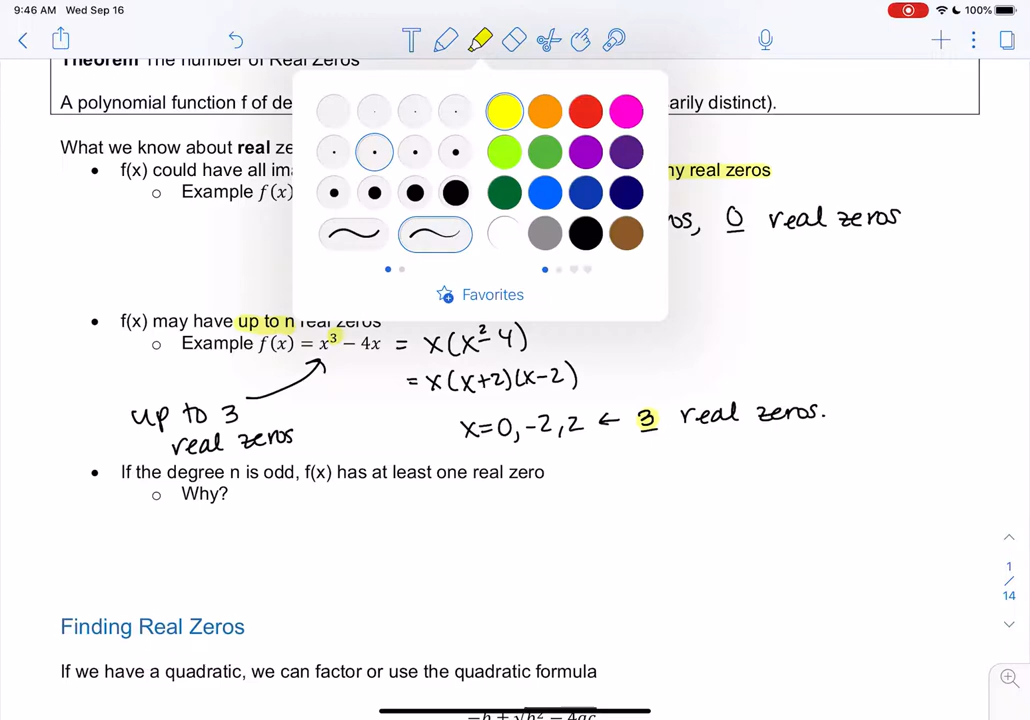 9:46 AM Wed Sep 16
100%
T
Theorem The number of Real Zeros
A polynomial function f of de
arily distinct).
What we know about real ze
• f(x) could have all ima
ny real zeros
o Example f(x)
os, 0 real zeros
Favorites
• f(x) may have up to n real zeros
o Example f(x) = x³ − 4x = x(x²-4)
= x(x+2)(x-2)
up to 3
real zeros
x=0,-2,2 ← 3 real zeros.
• If the degree n is odd, f(x) has at least one real zero
o Why?
1
/
14
Finding Real Zeros
If we have a quadratic, we can factor or use the quadratic formula
−b ± √b² − 4ac